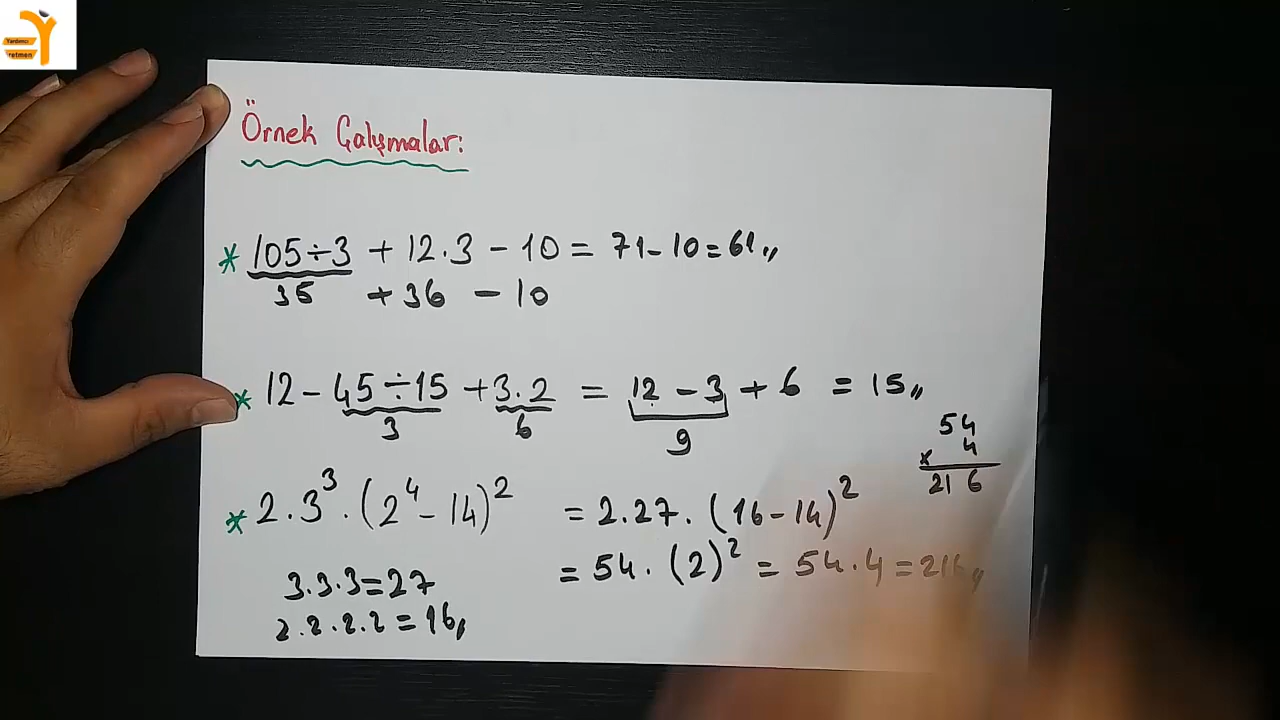 Yardımcı
retmen
Örnek Çalışmalar:
* 105÷3 + 12.3 - 10 = 71-10=61,,
35 +36 -10
* 12 - 45÷15 + 3.2 = 12 - 3 + 6 = 15,,
3 6 9
54
x 4
216
* 2.3³.(2⁴-14)² = 2.27.(16-14)²
= 54.(2)² = 54.4 = 216,,
3.3.3=27
2.2.2.2=16,